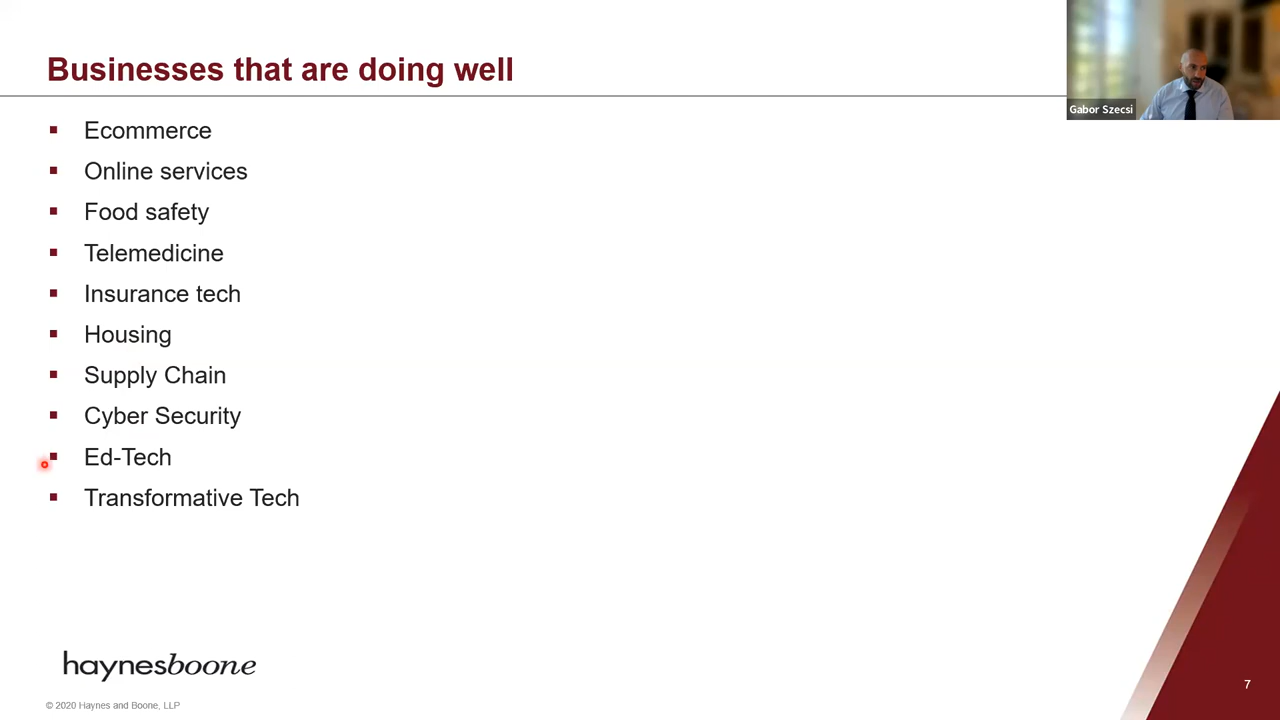 Businesses that are doing well
Gabor Szecsi
Ecommerce
Online services
Food safety
Telemedicine
Insurance tech
Housing
Supply Chain
Cyber Security
Ed-Tech
Transformative Tech
haynesboone
© 2020 Haynes and Boone, LLP
7